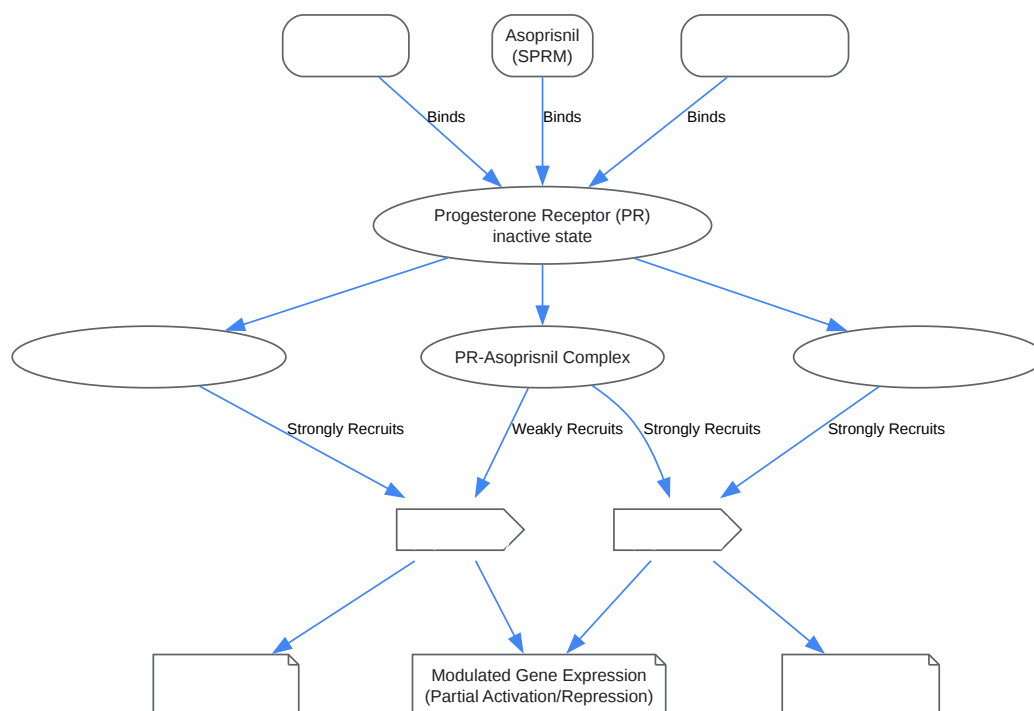 Asoprisnil
(SPRM)
Binds
Binds
Binds
Progesterone Receptor (PR)
inactive state
PR-Asoprisnil Complex
Strongly Recruits
Weakly Recruits
Strongly Recruits
Strongly Recruits
Modulated Gene Expression
(Partial Activation/Repression)